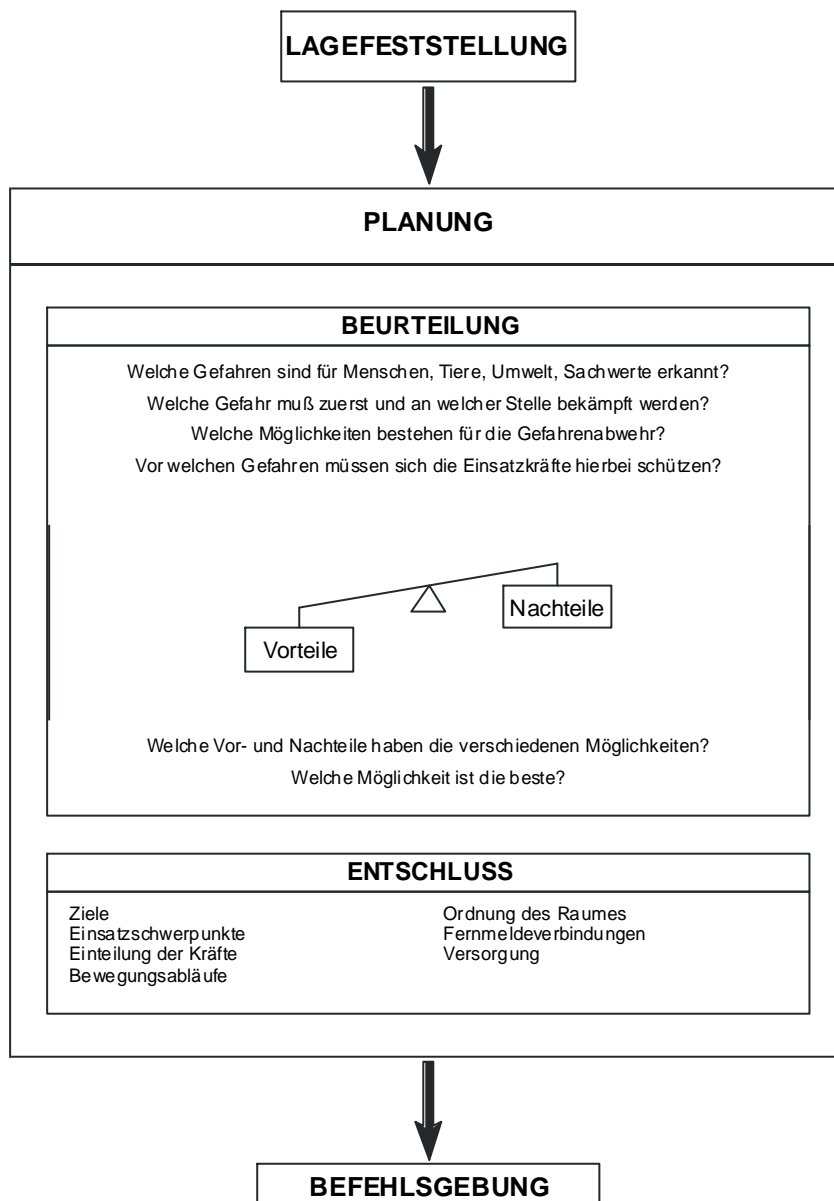 LAGEFESTSTELLUNG
PLANUNG
BEURTEILUNG
Welche Gefahren sind für Menschen, Tiere, Umwelt, Sachwerte erkannt?
Welche Gefahr muß zuerst und an welcher Stelle bekämpft werden?
Welche Möglichkeiten bestehen für die Gefahrenabwehr?
Vor welchen Gefahren müssen sich die Einsatzkräfte hierbei schützen?
Nachteile
Vorteile
Welche Vor- und Nachteile haben die verschiedenen Möglichkeiten?
Welche Möglichkeit ist die beste?
ENTSCHLUSS
Ziele
Einsatzschwerpunkte
Einteilung der Kräfte
Bewegungsabläufe
Ordnung des Raumes
Fernmeldeverbindungen
Versorgung
BEFEHLSGEBUNG